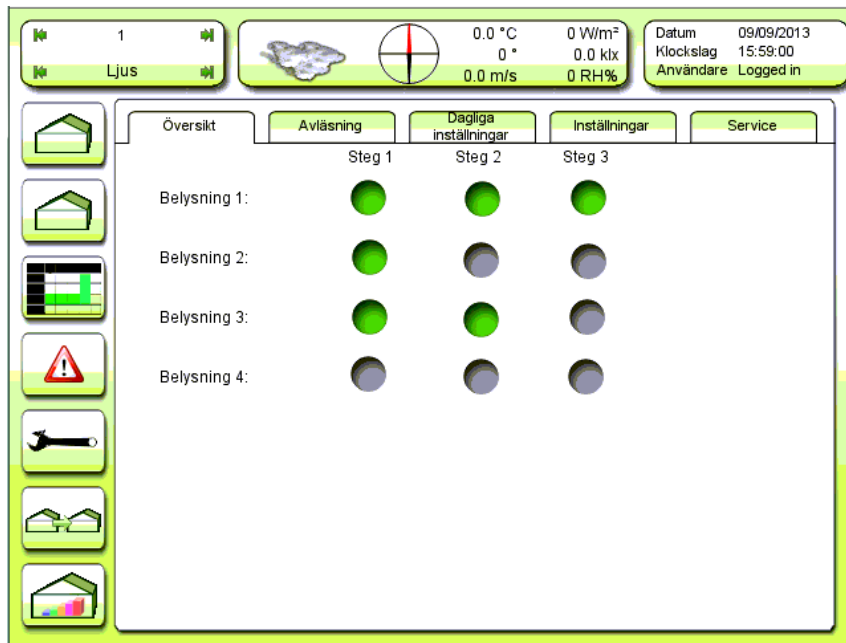 1
Ljus
0.0 °C 0 W/m²
0 ° 0.0 klx
0.0 m/s 0 RH%
Datum 09/09/2013
Klockslag 15:59:00
Användare Logged in
Översikt
Avläsning
Dagliga
inställningar
Inställningar
Service
Steg 1 Steg 2 Steg 3
Belysning 1:
Belysning 2:
Belysning 3:
Belysning 4: